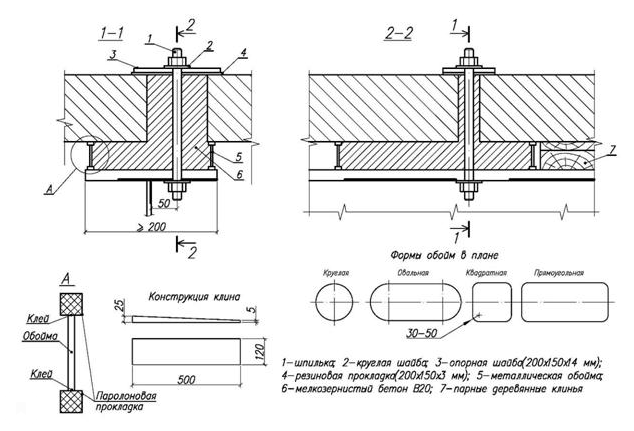 1-1
2
1
2
3
4
5
6
А
50
⩾ 200
2
2-2
1
7
1
Формы обойм в плане
Круглая Овальная Квадратная Прямоугольная
30-50
А
Клей
Обойма
Клей
Паролоновая
прокладка
Конструкция клина
25
5
120
500
1-шпилька; 2-круглая шайба; 3-опорная шайба(200x150x14 мм);
4-резиновая прокладка(200x150x3 мм); 5-металлическая обойма;
6-мелкозернистый бетон В20; 7-парные деревянные клинья